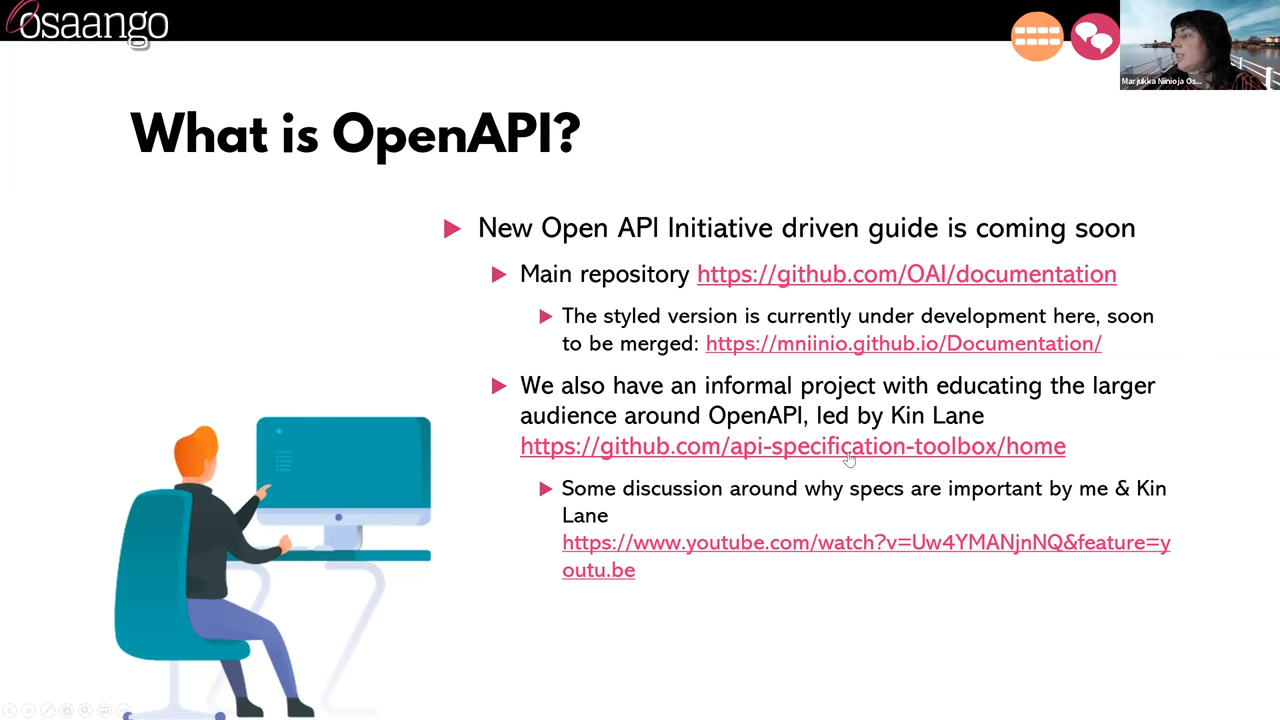 osaango
Marjukka Niinioja Os...
What is OpenAPI?
New Open API Initiative driven guide is coming soon
Main repository https://github.com/OAI/documentation
The styled version is currently under development here, soon
to be merged: https://mniinio.github.io/Documentation/
We also have an informal project with educating the larger
audience around OpenAPI, led by Kin Lane
https://github.com/api-specification-toolbox/home
Some discussion around why specs are important by me & Kin
Lane
https://www.youtube.com/watch?v=Uw4YMANjnNQ&feature=y
outu.be